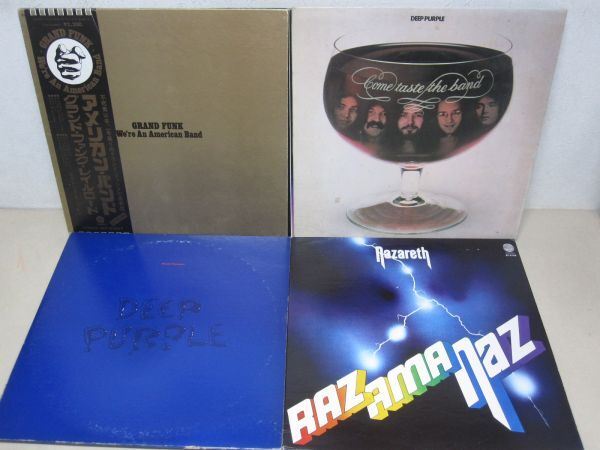 GRAND FUNK
We're An American Band
アメリカン・バンド
グランド・ファンク・レイルロード
GRAND FUNK
We're An American Band
DEEP PURPLE
Come taste the band
DEEP
PURPLE
Nazareth
RAZAMANAZ